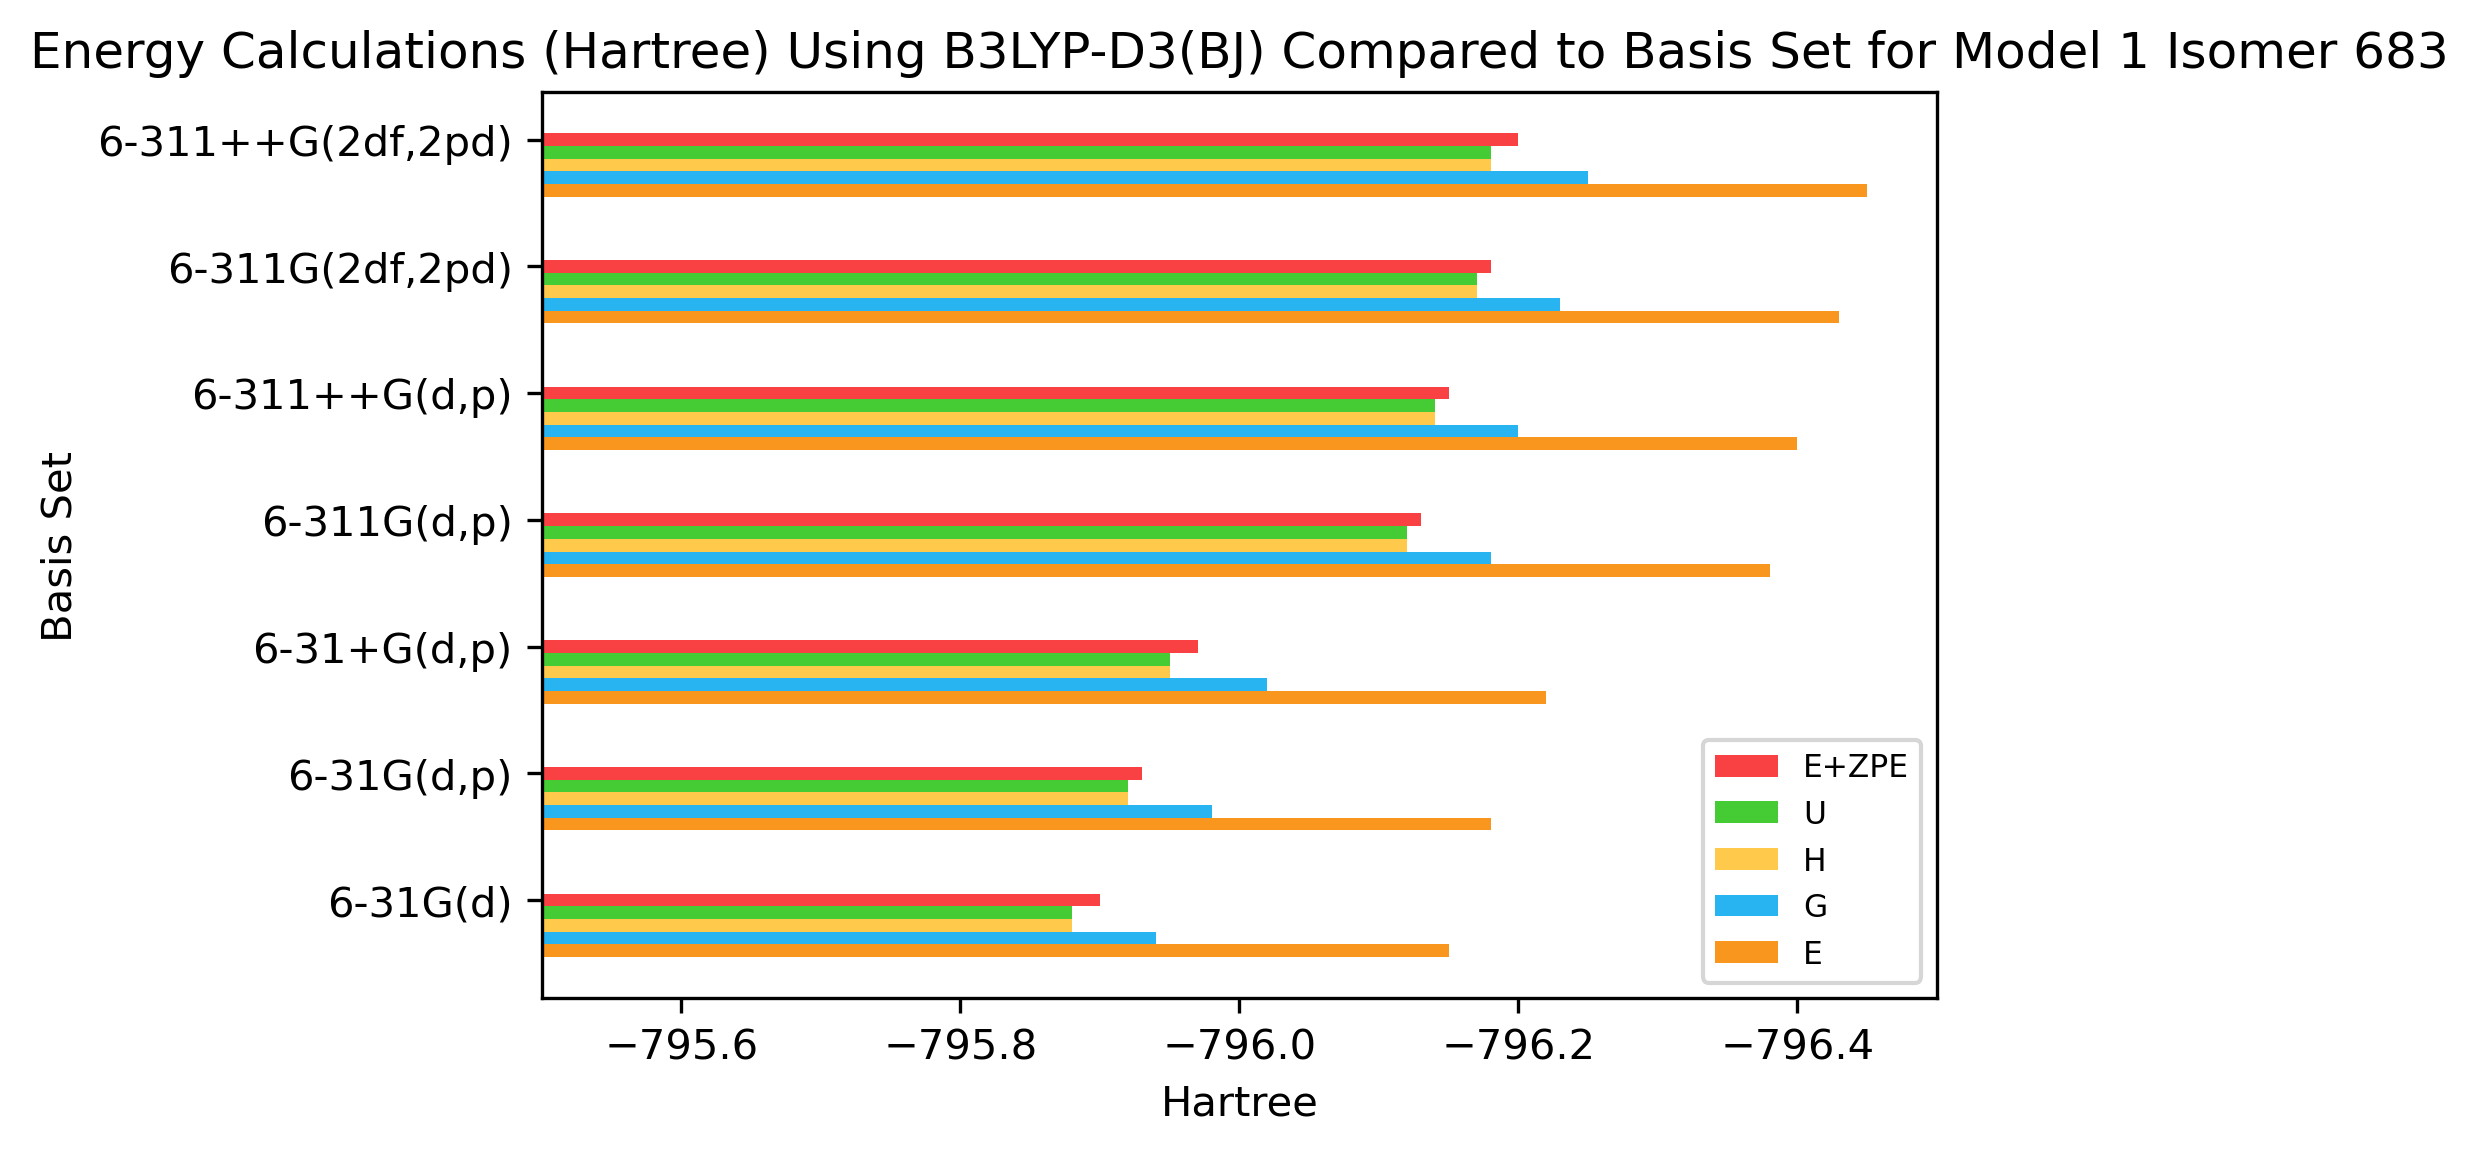 Energy Calculations (Hartree) Using B3LYP-D3(BJ) Compared to Basis Set for Model 1 Isomer 683
6-311++G(2df,2pd)
6-311G(2df,2pd)
6-311++G(d,p)
6-311G(d,p)
6-31+G(d,p)
6-31G(d,p)
6-31G(d)
Basis Set
E+ZPE
U
H
G
E
−795.6 −795.8 −796.0 −796.2 −796.4
Hartree